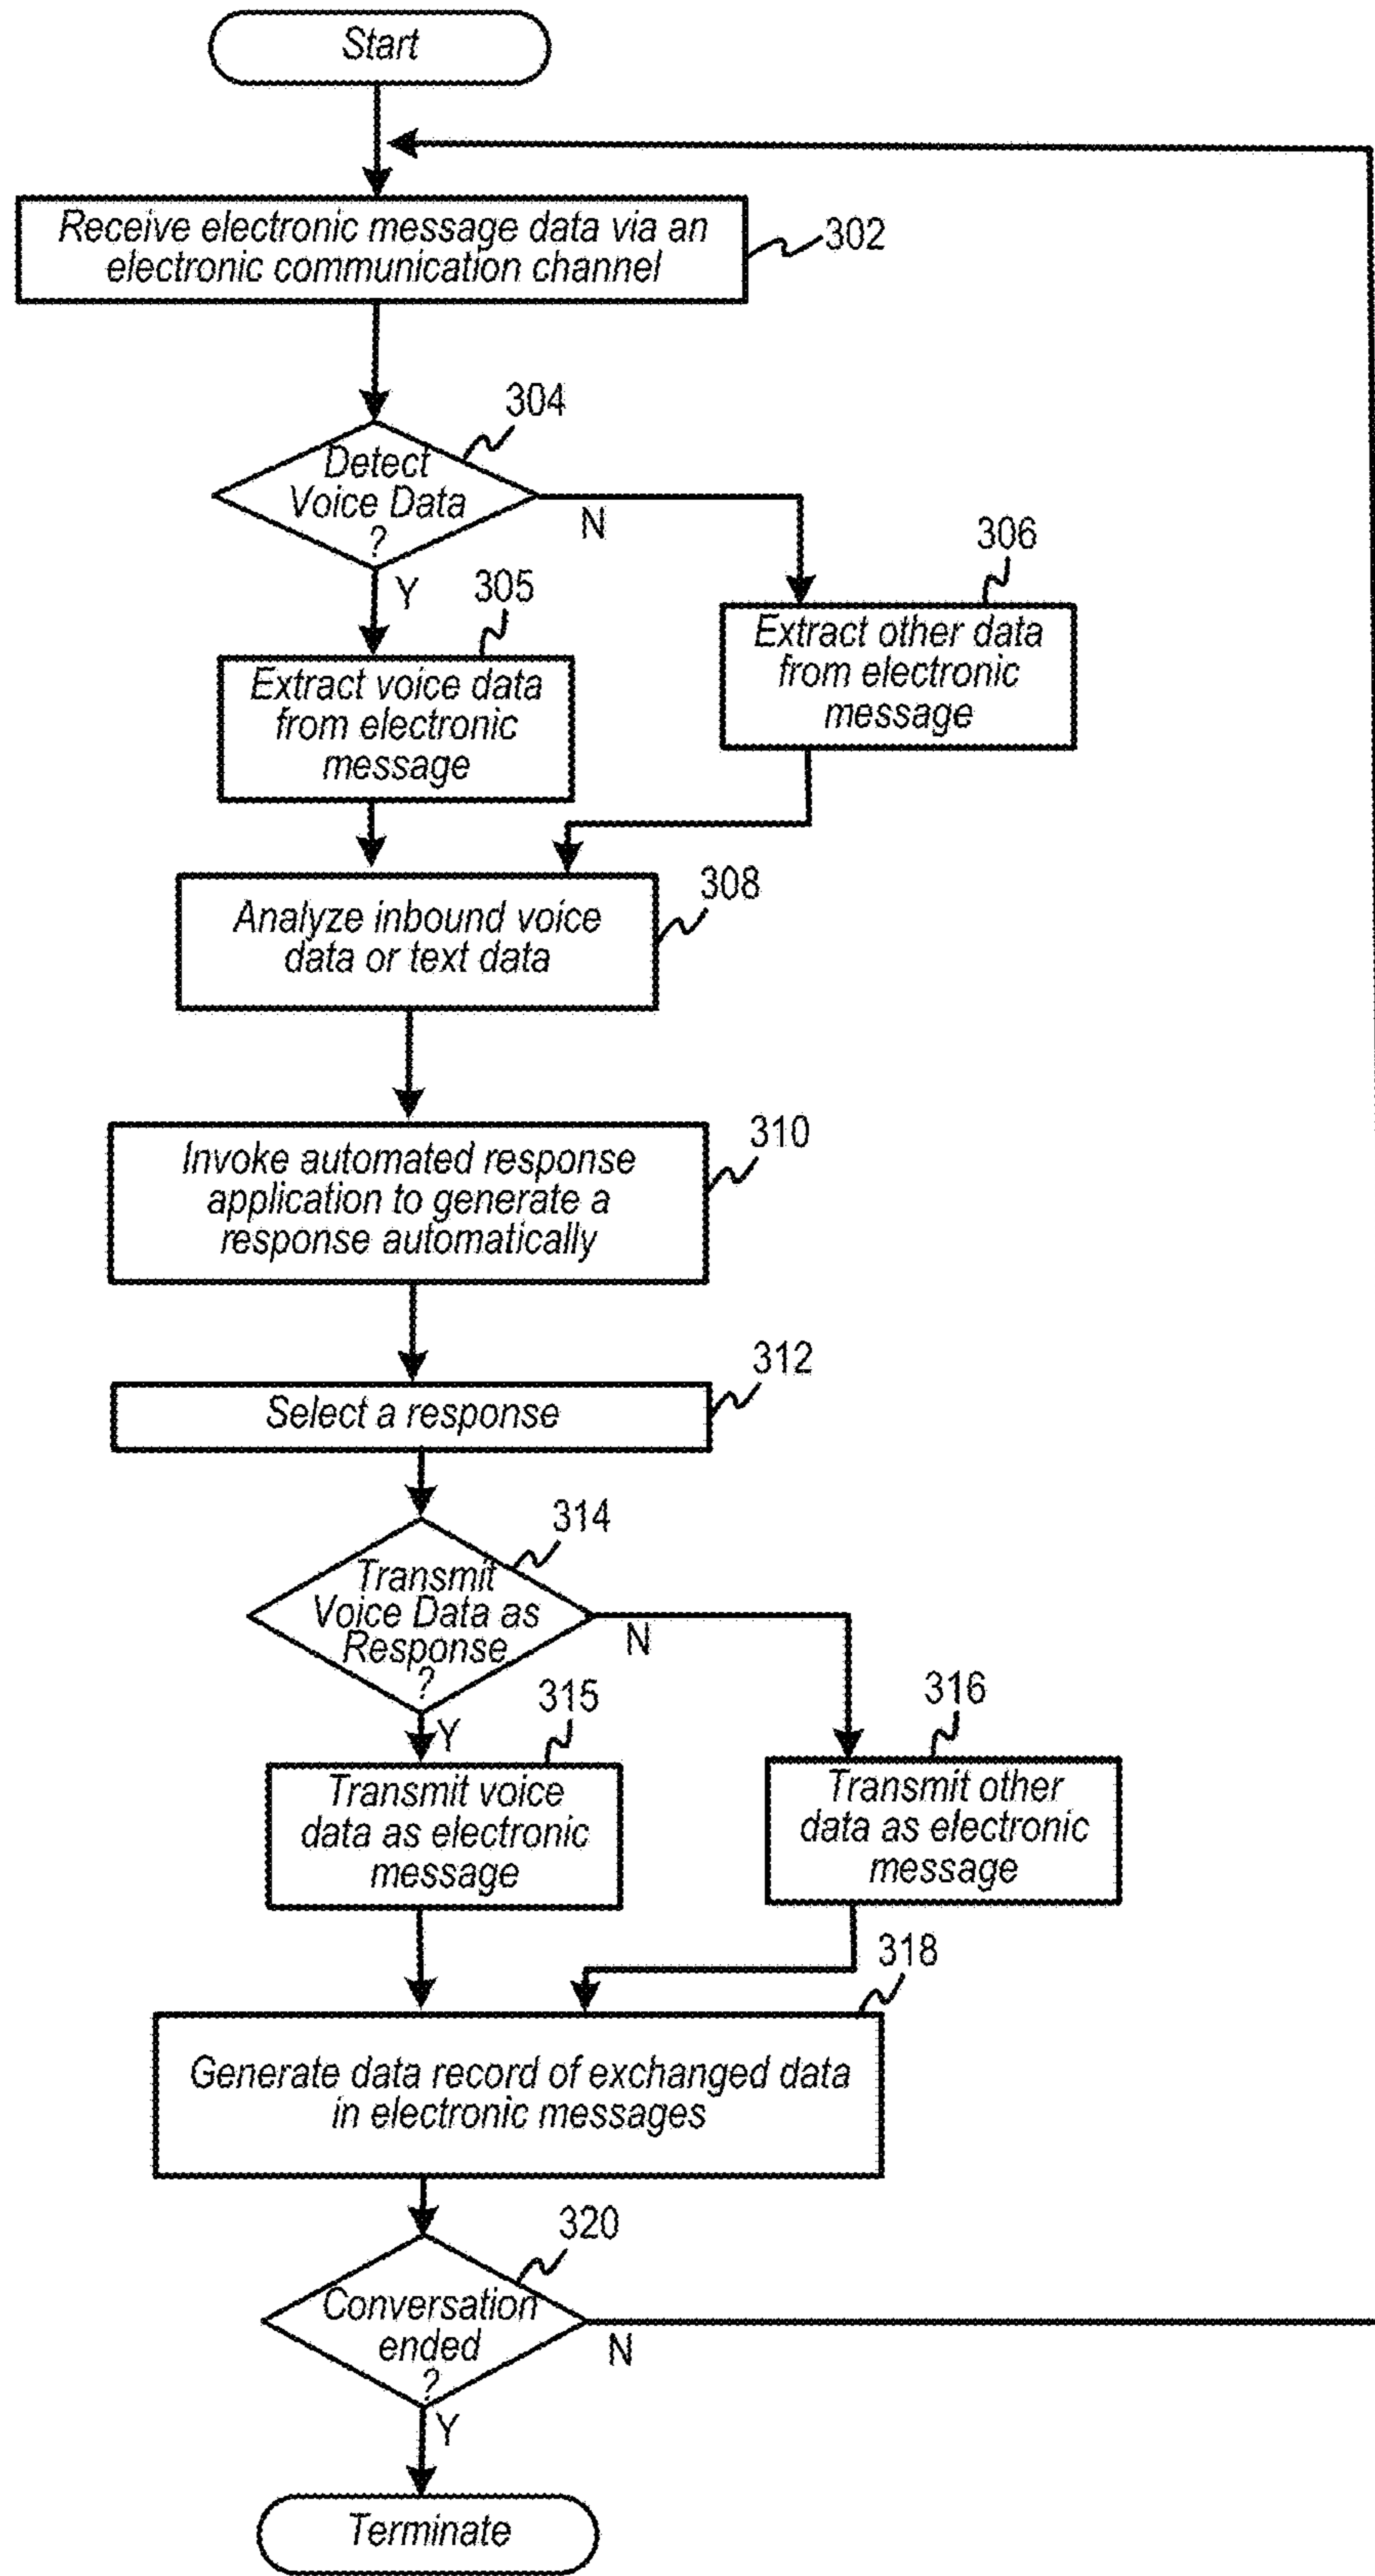 Start
Receive electronic message data via an
electronic communication channel
302
304
Detect
Voice Data
?
N
Y
305
306
Extract voice data
from electronic
message
Extract other data
from electronic
message
308
Analyze inbound voice
data or text data
310
Invoke automated response
application to generate a
response automatically
312
Select a response
314
Transmit
Voice Data as
Response
?
N
Y
315
316
Transmit voice
data as electronic
message
Transmit other
data as electronic
message
318
Generate data record of exchanged data
in electronic messages
320
Conversation
ended
?
N
Y
Terminate